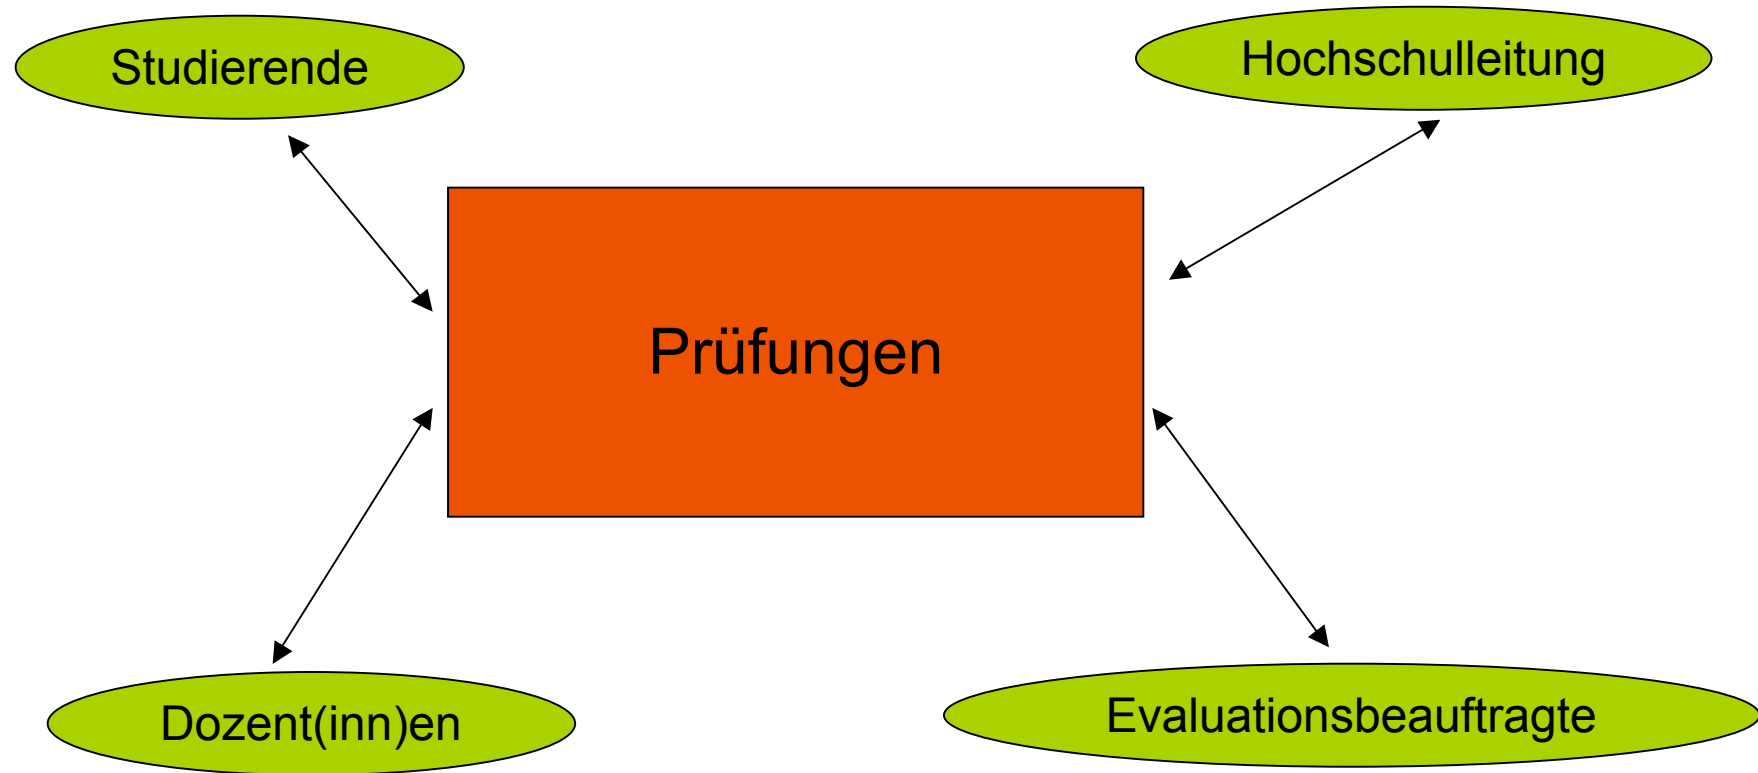 Studierende
Hochschulleitung
Prüfungen
Dozent(inn)en
Evaluationsbeauftragte